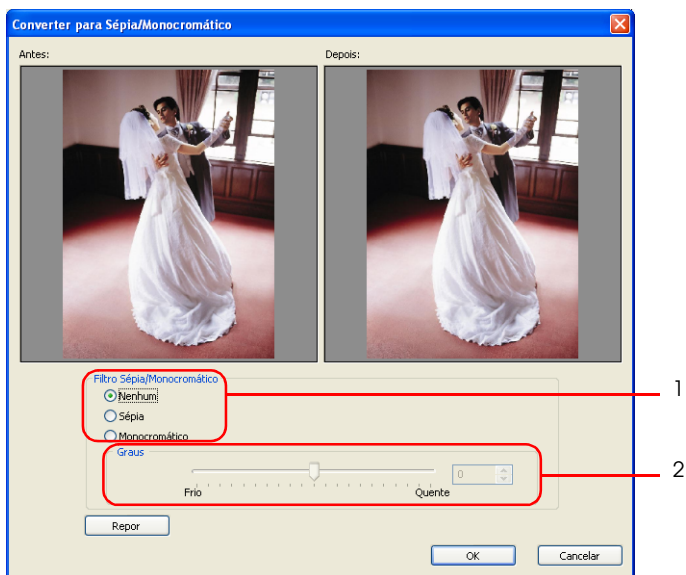 Converter para Sépia/Monocromático
Antes:
Depois:
Filtro Sépia/Monocromático
Nenhum
1
Sépia
Monocromático
Graus
0
2
Frio
Quente
Repor
OK
Cancelar